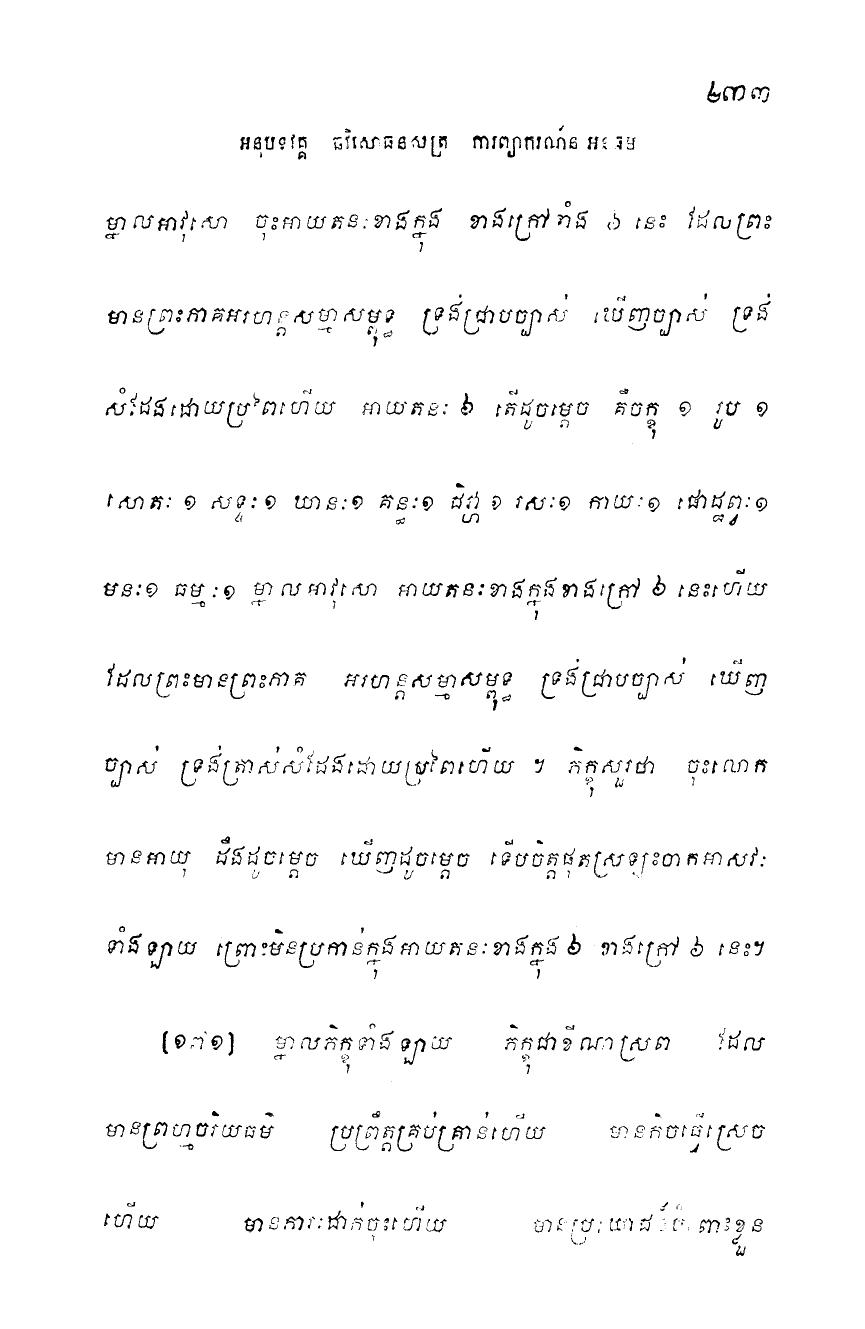 ២៣៣
អនុបទវគ្គ ឆវិសោធនសូត្រ ការព្យាករណ៍ន
ម្នាលអាវុសោ ចុះអាយតនៈខាងក្នុង ខាងក្រៅទាំង ៦ នេះ ដែលព្រះ
មានព្រះភាគអរហន្តសម្មាសម្ពុទ្ធ ទ្រង់ជ្រាបច្បាស់ ឃើញច្បាស់ ទ្រង់
សំដែងដោយប្រពៃហើយ អាយតនៈ ៦ តើដូចម្តេច គឺចក្ខុ ១ រូប ១
សោតៈ ១ សទ្ទៈ ១ ឃានៈ១ គន្ធៈ១ ជិវ្ហា ១ រសៈ១ កាយៈ១ ផោដ្ឋព្វៈ១
មនៈ១ ធម្មៈ១ ម្នាលអាវុសោ អាយតនៈខាងក្នុងខាងក្រៅ ៦ នេះហើយ
ដែលព្រះមានព្រះភាគ អរហន្តសម្មាសម្ពុទ្ធ ទ្រង់ជ្រាបច្បាស់ ឃើញ
ច្បាស់ ទ្រង់ត្រាស់សំដែងដោយប្រពៃហើយ ។ ភិក្ខុសួរថា ចុះលោក
មានអាយុ ដឹងដូចម្តេច ឃើញដូចម្តេច ទើបចិត្តផុតស្រឡះចាកអាសវៈ
ទាំងឡាយ ព្រោះមិនប្រកាន់ក្នុងអាយតនៈខាងក្នុង ៦ ខាងក្រៅ ៦ នេះ។
[១៧១] ម្នាលភិក្ខុទាំងឡាយ ភិក្ខុជាខីណាស្រព ដែល
មានព្រហ្មចរិយធម៌ ប្រព្រឹត្តគ្រប់គ្រាន់ហើយ មានកិច្ចធ្វើស្រេច
ហើយ មានភារៈដាក់ចុះហើយ មានប្រយោជន៍ចំពោះខ្លួន